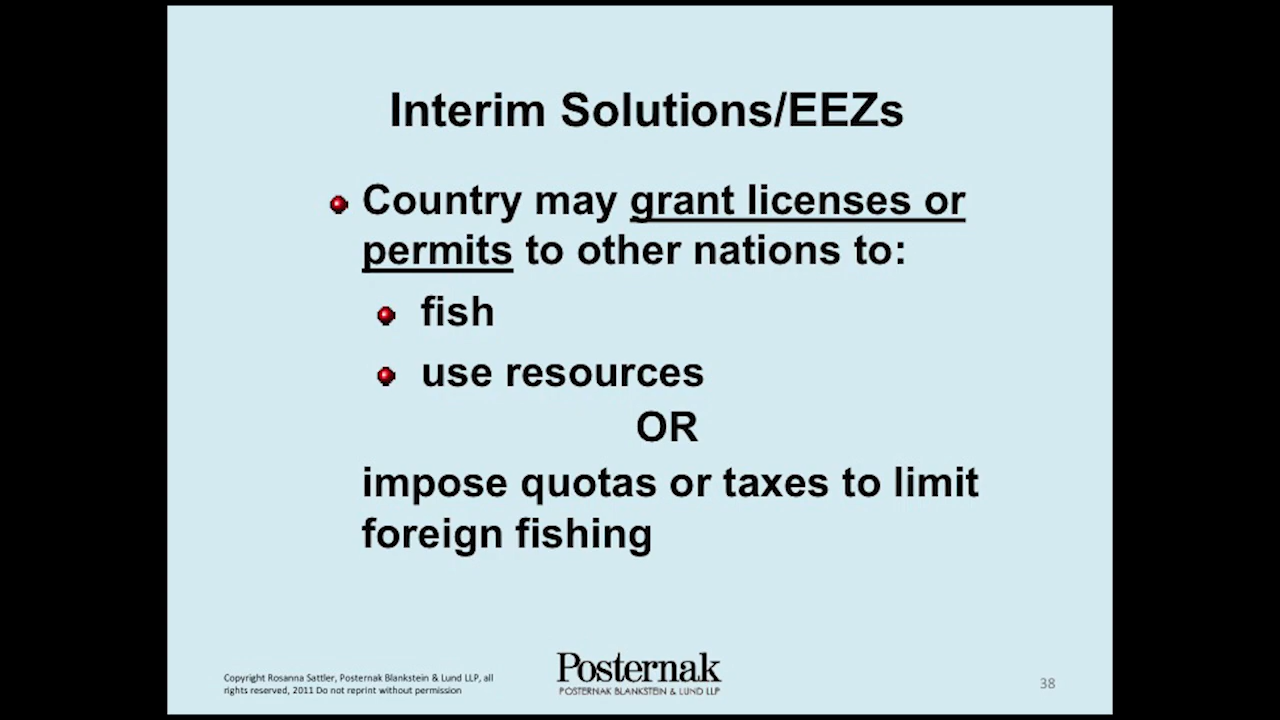 Interim Solutions/EEZs
Country may grant licenses or
permits to other nations to:
fish
use resources
OR
impose quotas or taxes to limit
foreign fishing
Copyright Rosanna Sattler, Posternak Blankstein & Lund LLP, all
rights reserved, 2011 Do not reprint without permission
Posternak
POSTERNAK BLANKSTEIN & LUND LLP
38